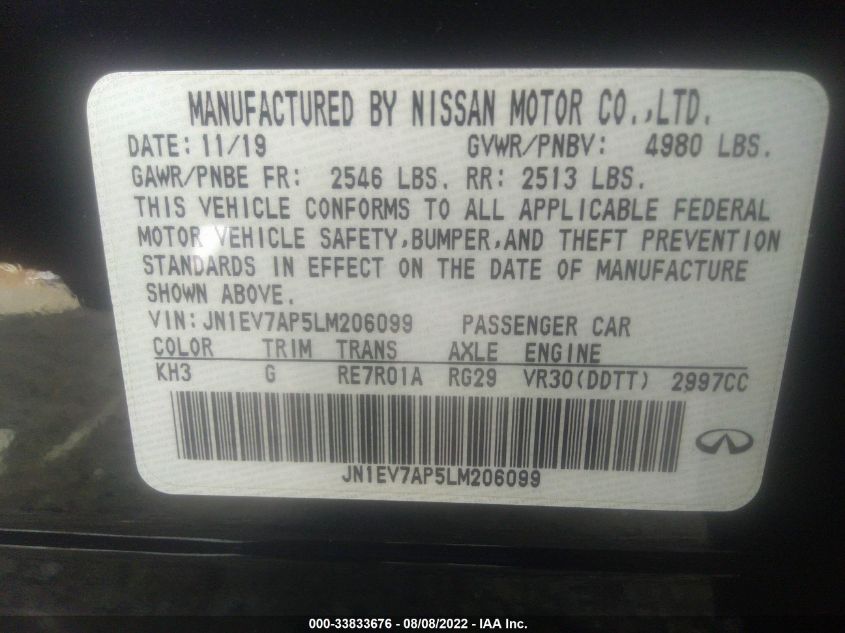 MANUFACTURED BY NISSAN MOTOR CO.,LTD.
DATE: 11/19 GVWR/PNBV: 4980 LBS.
GAWR/PNBE FR: 2546 LBS. RR: 2513 LBS.
THIS VEHICLE CONFORMS TO ALL APPLICABLE FEDERAL
MOTOR VEHICLE SAFETY,BUMPER,AND THEFT PREVENTION
STANDARDS IN EFFECT ON THE DATE OF MANUFACTURE
SHOWN ABOVE.
VIN: JN1EV7AP5LM206099 PASSENGER CAR
COLOR TRIM TRANS AXLE ENGINE
KH3 G RE7R01A RG29 VR30(DDTT) 2997CC
JN1EV7AP5LM206099
000-33833676 - 08/08/2022 - IAA Inc.